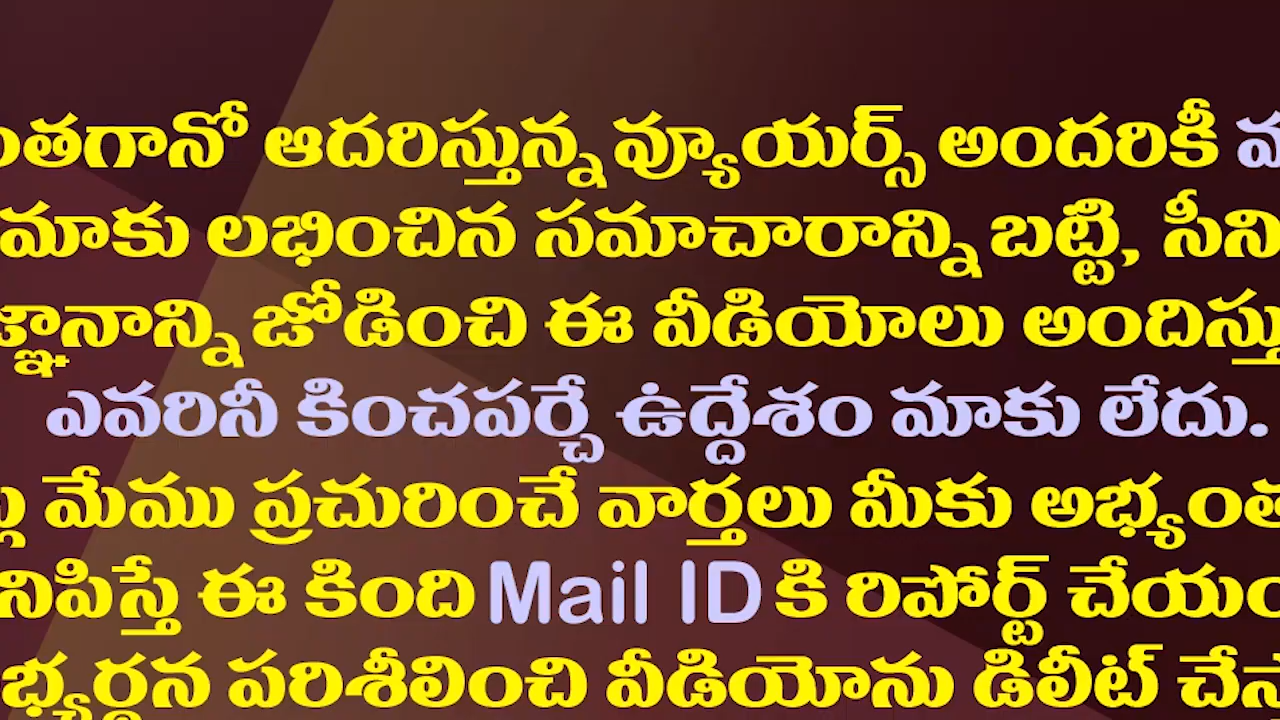 ంతగానో ఆదరిస్తున్న వ్యూయర్స్ అందరికీ
మాకు లభించిన సమాచారాన్ని బట్టి, సీని
జ్ఞానాన్ని జోడించి ఈ వీడియోలు అందిస్తు
ఎవరినీ కించపర్చే ఉద్దేశం మాకు లేదు.
మేము ప్రచురించే వార్తలు మీకు అభ్యంత
నిపిస్తే ఈ కింది Mail ID కి రిపోర్ట్ చేయం
భ్యర్థన పరిశీలించి వీడియోను డిలీట్ చేస